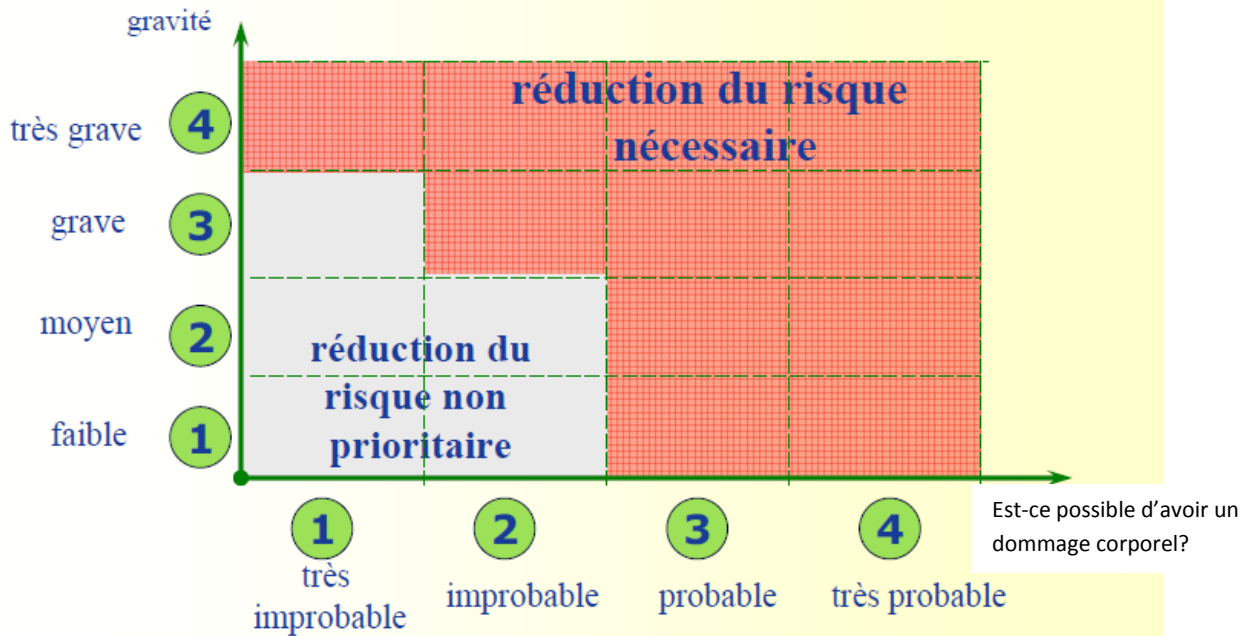 gravité
réduction du risque
nécessaire
très grave
4
grave
3
moyen
2
réduction du
risque non
prioritaire
faible
1
1
2
3
4
très
improbable
improbable
probable
très probable
Est-ce possible d’avoir un
dommage corporel?